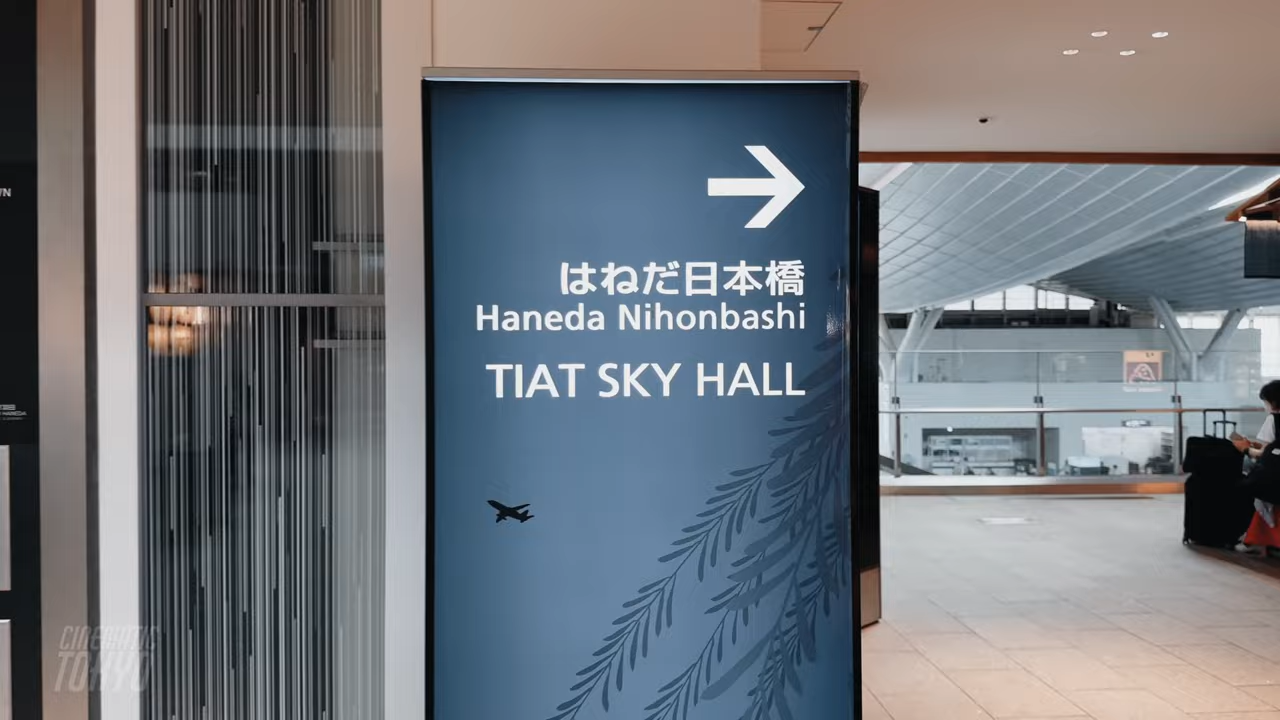 はねだ日本橋
Haneda Nihonbashi
TIAT SKY HALL
CINEMATIC
TOKYO